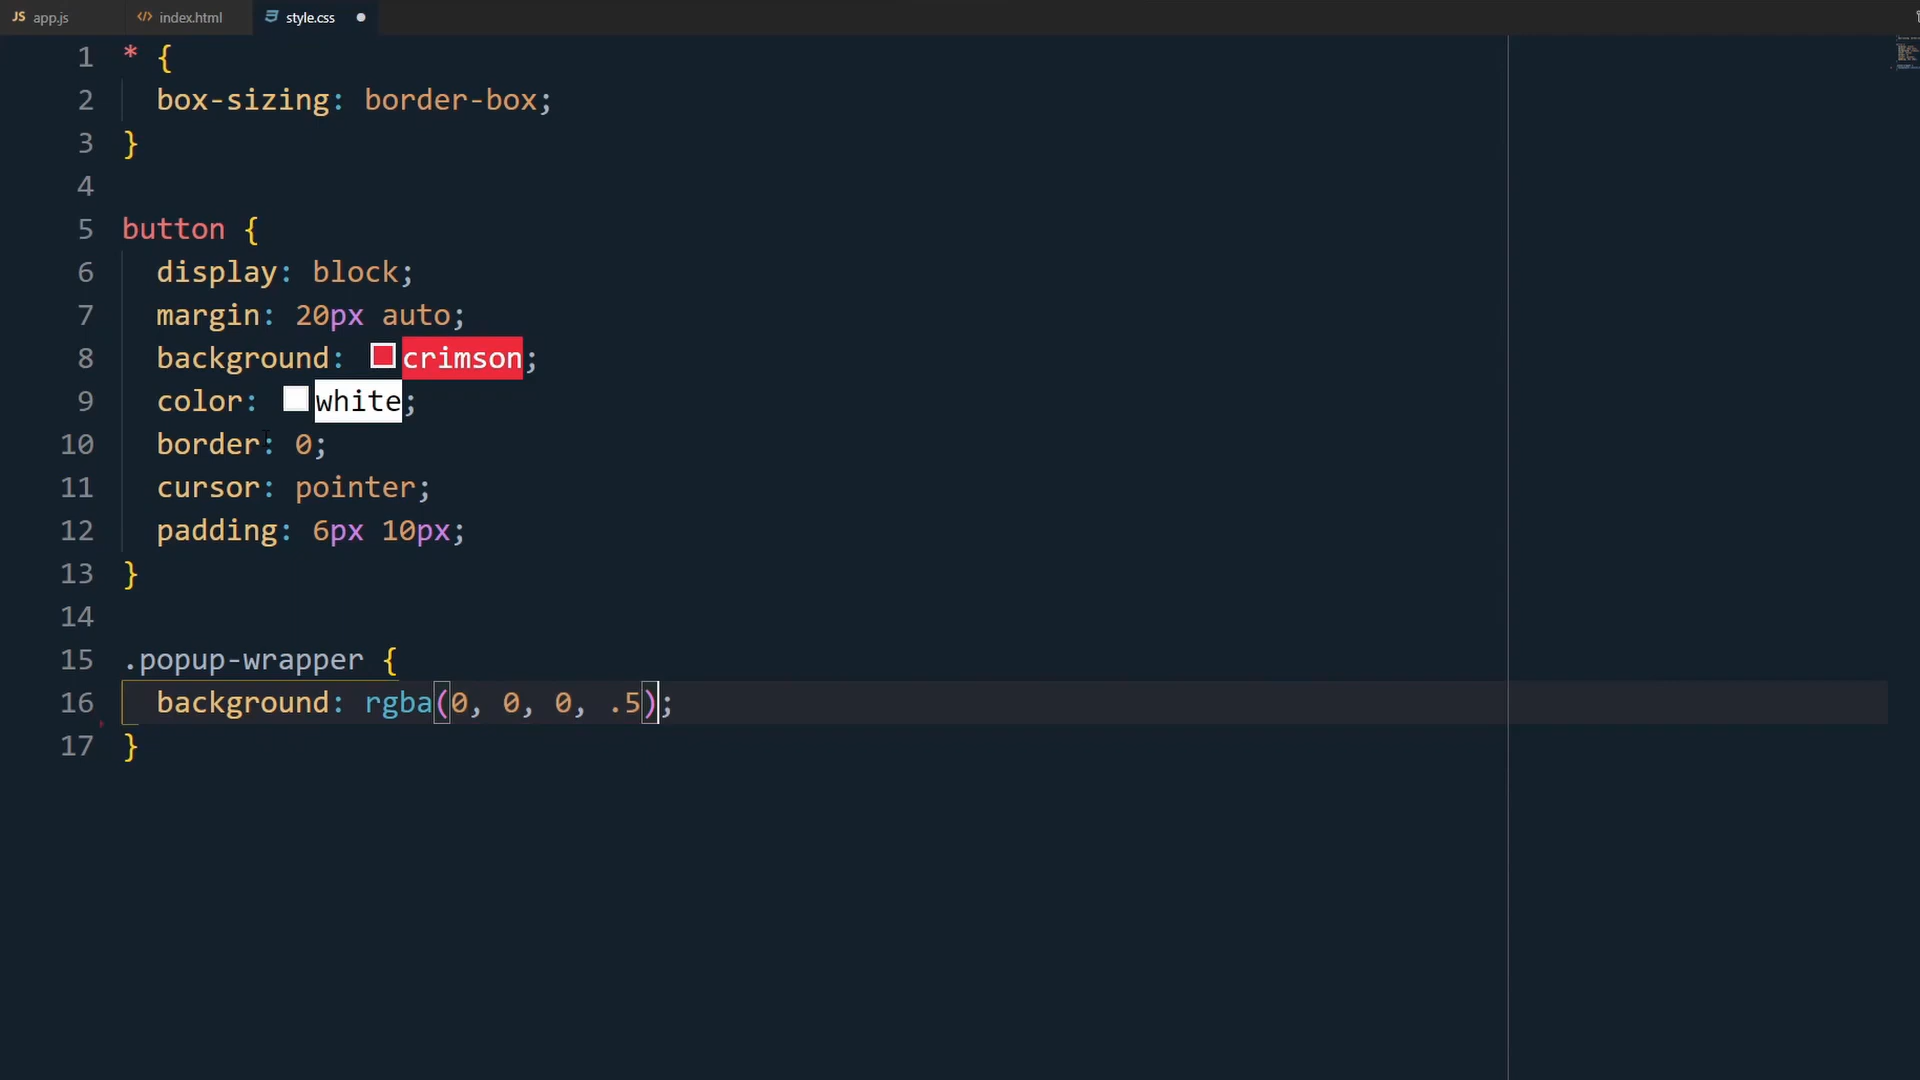 JS app.js </> index.html style.css
1 * {
2 box-sizing: border-box;
3 }
4
5 button {
6 display: block;
7 margin: 20px auto;
8 background: crimson;
9 color: white;
10 border: 0;
11 cursor: pointer;
12 padding: 6px 10px;
13 }
14
15 .popup-wrapper {
16 background: rgba(0, 0, 0, .5);
17 }